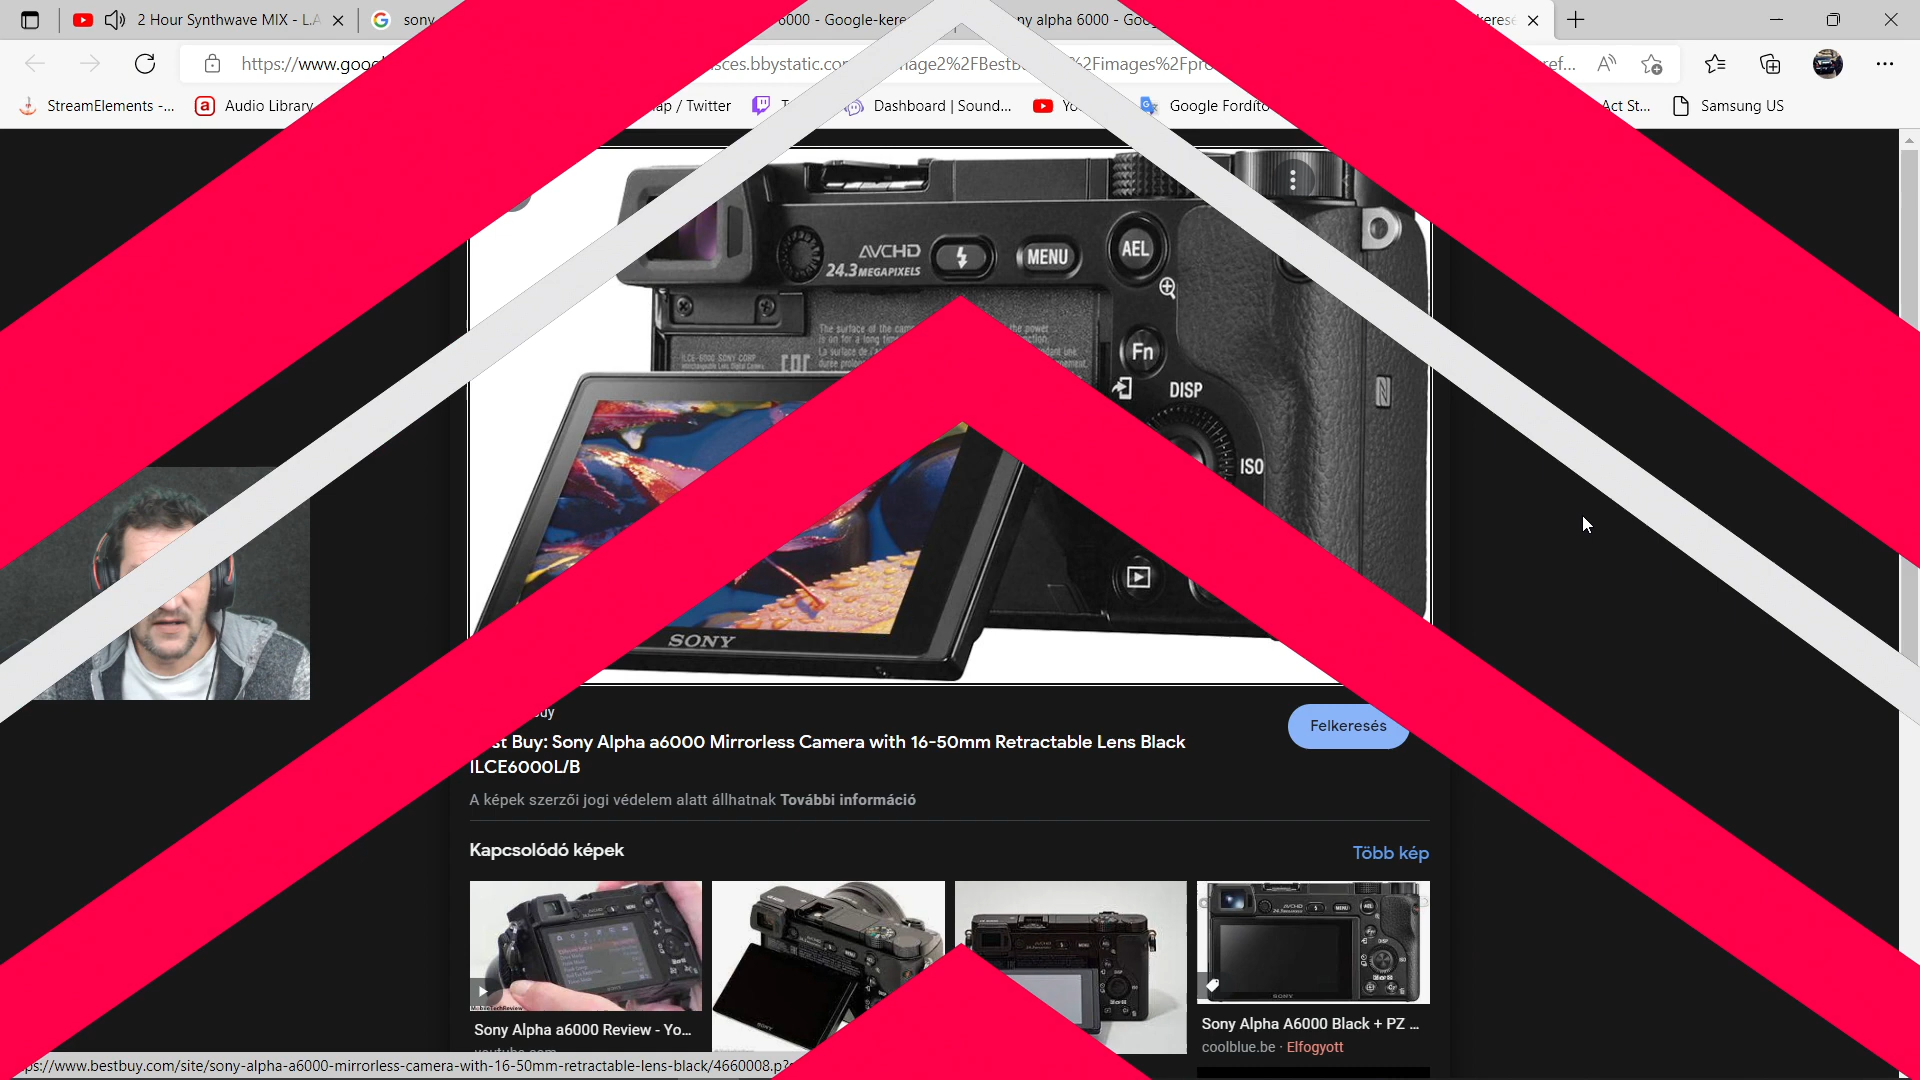 2 Hour Synthwave MIX - L.A
sony
6000 - Google-kere
ny alpha 6000 - Goo
keresé
https://www.goo
sces.bbystatic.co
mage2%2FBestB
%2Fimages%2Fpro
ref...
StreamElements -...
Audio Library
ap / Twitter
Dashboard | Sound...
Google Fordító
Act St...
Samsung US
AVCHD
24.3 MEGAPIXELS
MENU
AEL
Fn
DISP
ISO
SONY
uy
st Buy: Sony Alpha a6000 Mirrorless Camera with 16-50mm Retractable Lens Black
ILCE6000L/B
Felkeresés
A képek szerzői jogi védelem alatt állhatnak További információ
Kapcsolódó képek
Több kép
Sony Alpha a6000 Review - Yo...
youtube.com
Sony Alpha A6000 Black + PZ ...
coolblue.be · Elfogyott
ps://www.bestbuy.com/site/sony-alpha-a6000-mirrorless-camera-with-16-50mm-retractable-lens-black/4660008.p?